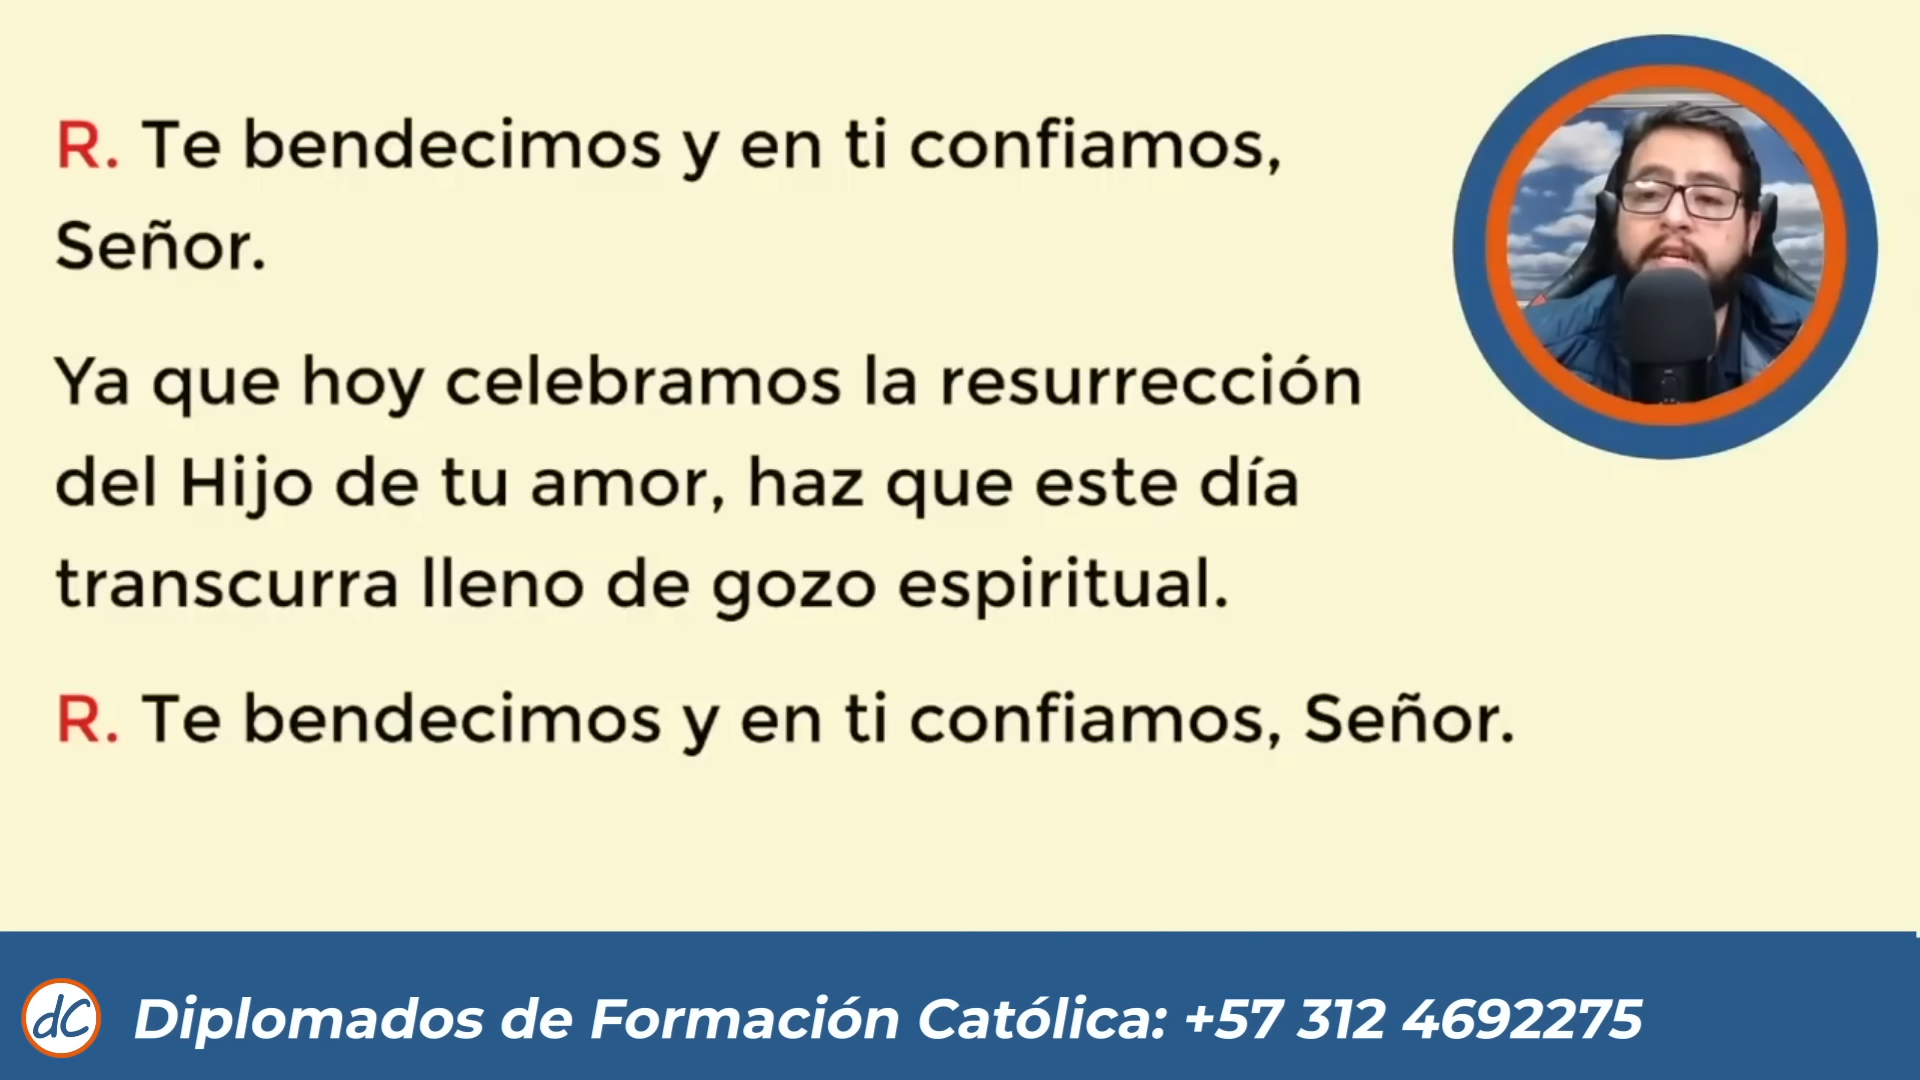 R. Te bendecimos y en ti confiamos,
Señor.
Ya que hoy celebramos la resurrección
del Hijo de tu amor, haz que este día
transcurra lleno de gozo espiritual.
R. Te bendecimos y en ti confiamos, Señor.
dC Diplomados de Formación Católica: +57 312 4692275